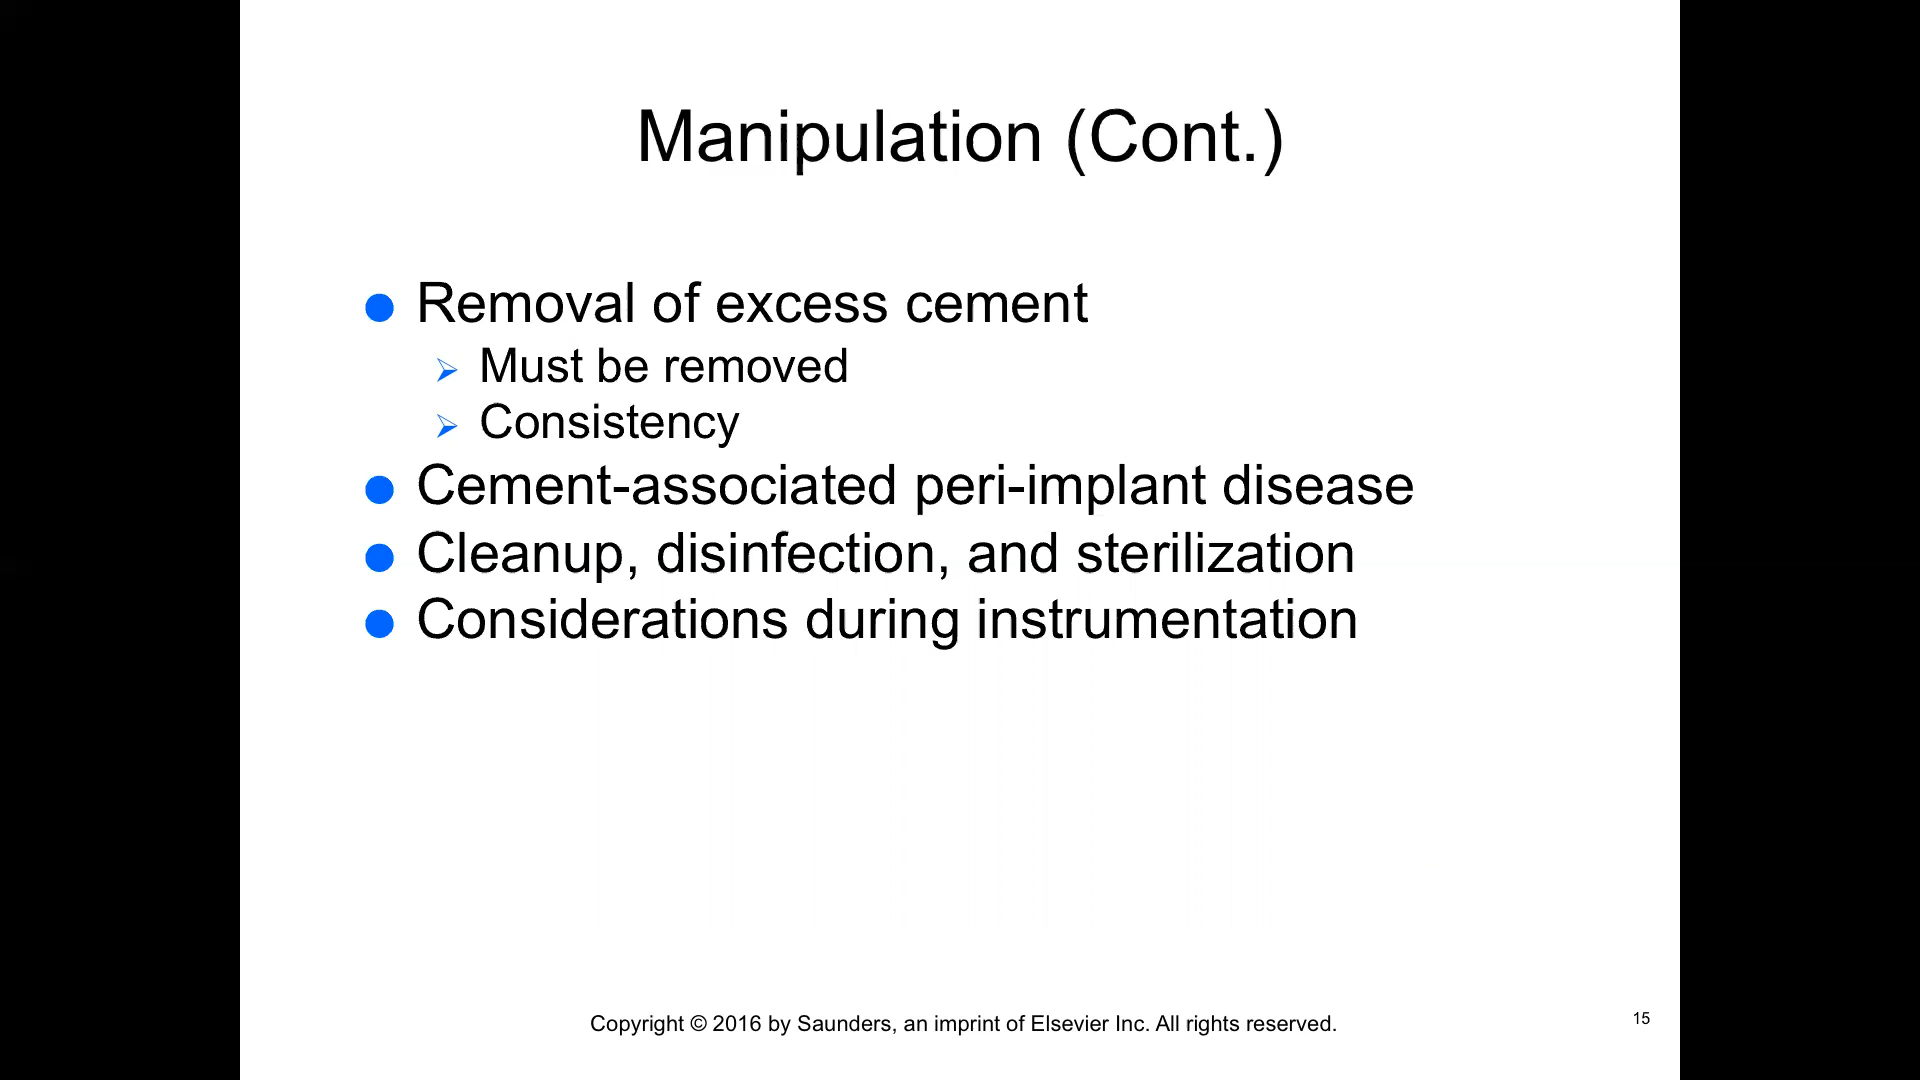 Manipulation (Cont.)
Removal of excess cement
Must be removed
Consistency
Cement-associated peri-implant disease
Cleanup, disinfection, and sterilization
Considerations during instrumentation
Copyright © 2016 by Saunders, an imprint of Elsevier Inc. All rights reserved.
15